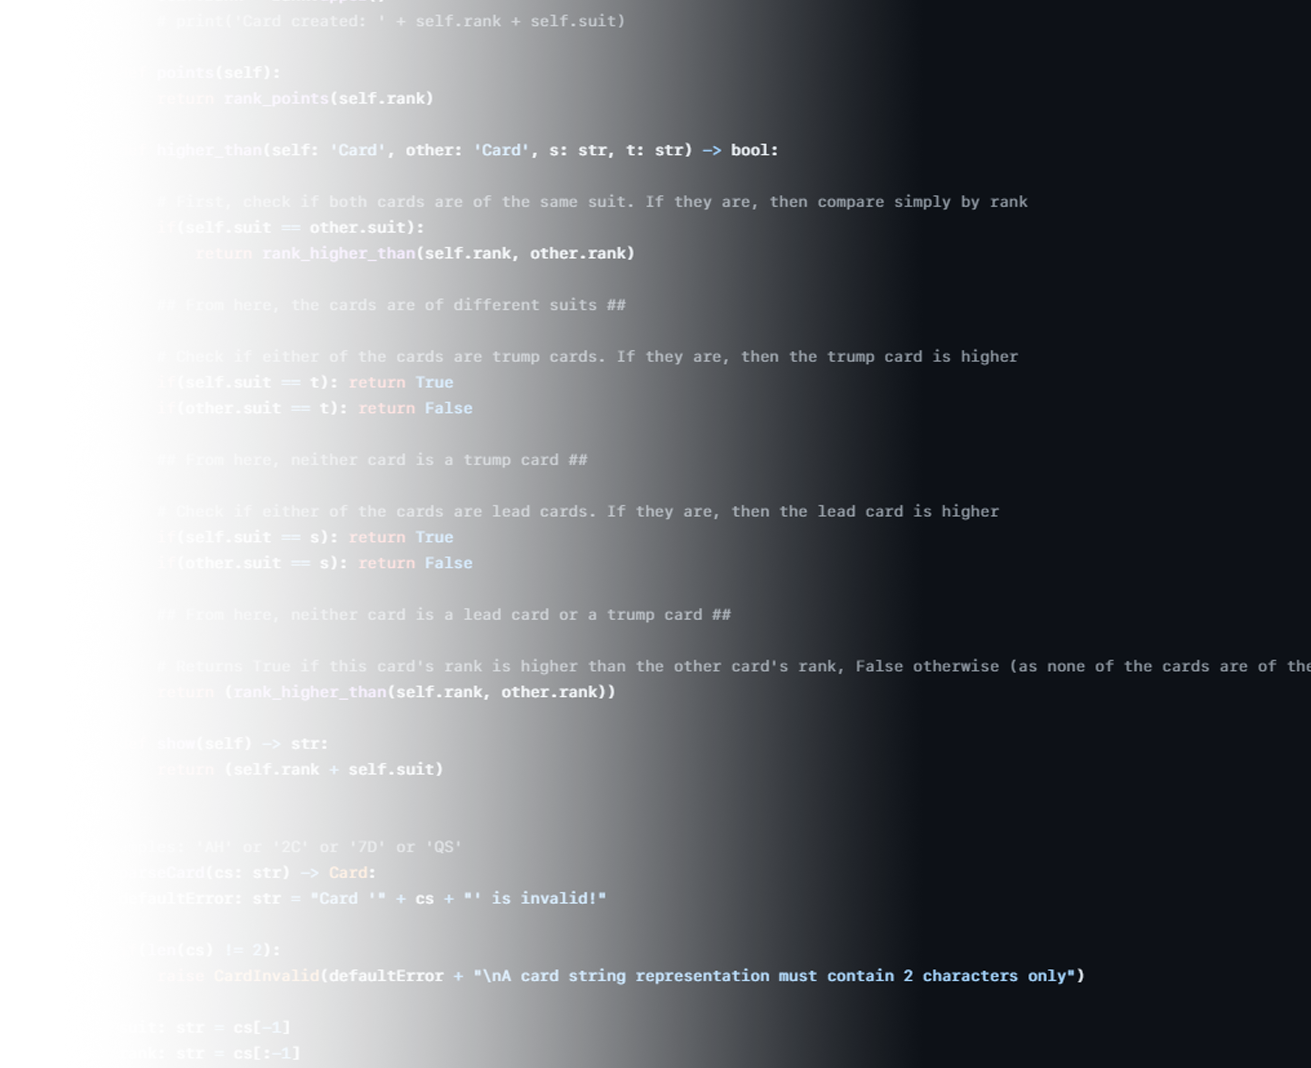 # print('Card created: ' + self.rank + self.suit)
points(self):
return rank_points(self.rank)
higher_than(self: 'Card', other: 'Card', s: str, t: str) -> bool:
# First, check if both cards are of the same suit. If they are, then compare simply by rank
if(self.suit == other.suit):
return rank_higher_than(self.rank, other.rank)
## From here, the cards are of different suits ##
# Check if either of the cards are trump cards. If they are, then the trump card is higher
if(self.suit == t): return True
if(other.suit == t): return False
## From here, neither card is a trump card ##
# Check if either of the cards are lead cards. If they are, then the lead card is higher
if(self.suit == s): return True
if(other.suit == s): return False
## From here, neither card is a lead card or a trump card ##
# Returns True if this card's rank is higher than the other card's rank, False otherwise (as none of the cards are of the
return (rank_higher_than(self.rank, other.rank))
show(self) -> str:
return (self.rank + self.suit)
'AH' or '2C' or '7D' or 'QS'
Card(cs: str) -> Card:
defaultError: str = "Card '" + cs + "' is invalid!"
(len(cs) != 2):
raise CardInvalid(defaultError + "\nA card string representation must contain 2 characters only")
: str = cs[-1]
: str = cs[:-1]